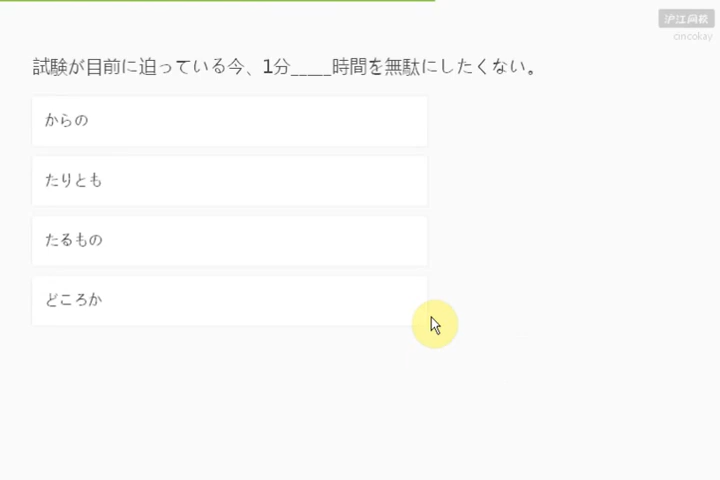 沪江网校
cincokay
試験が目前に迫っている今、1分_____時間を無駄にしたくない。
からの
たりとも
たるもの
どころか